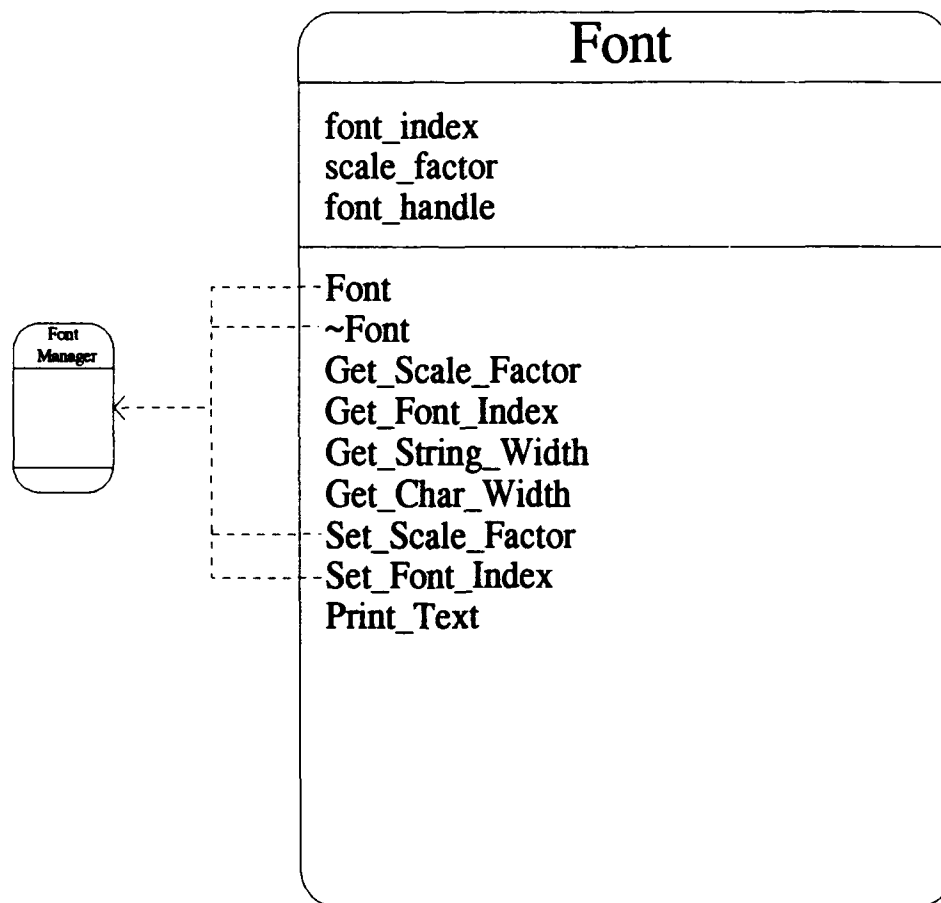 Font
font_index
scale_factor
font_handle
Font
~Font
Get_Scale_Factor
Get_Font_Index
Get_String_Width
Get_Char_Width
Set_Scale_Factor
Set_Font_Index
Print_Text
Font
Manager